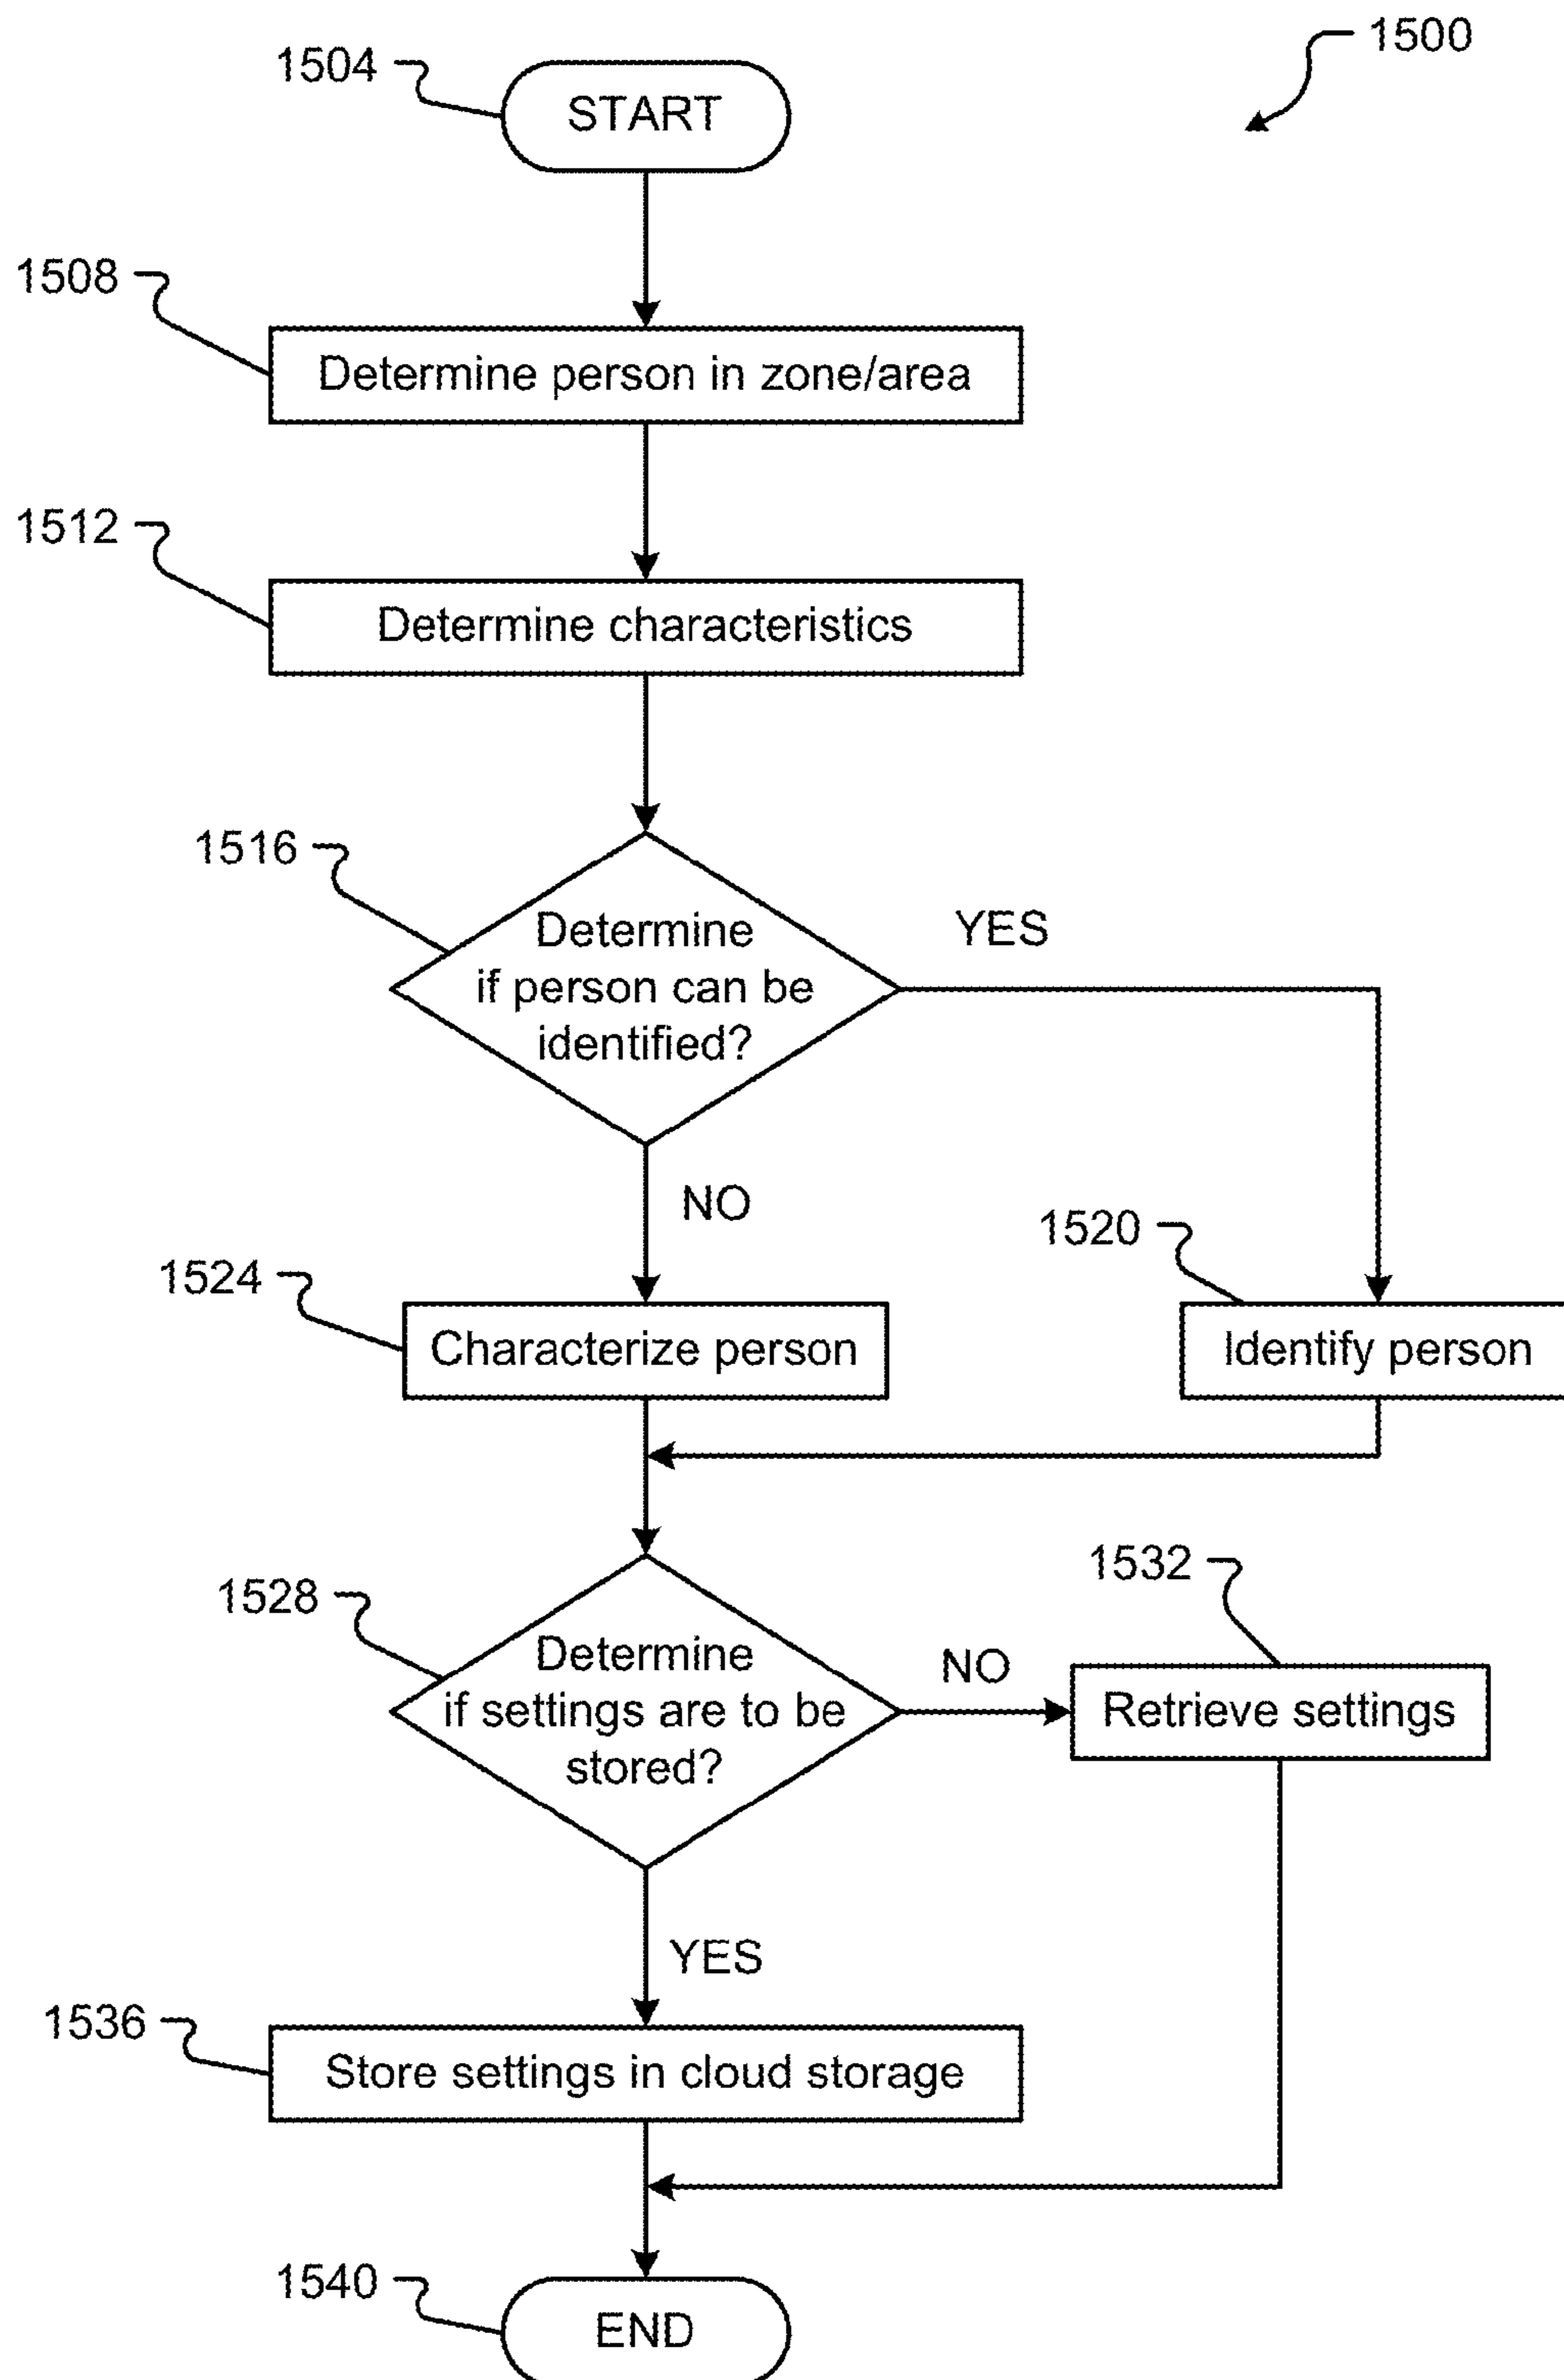 1500
1504
START
1508
Determine person in zone/area
1512
Determine characteristics
1516
Determine
if person can be
identified?
YES
NO
1520
1524
Characterize person
Identify person
1528
1532
Determine
if settings are to be
stored?
NO
Retrieve settings
YES
1536
Store settings in cloud storage
1540
END